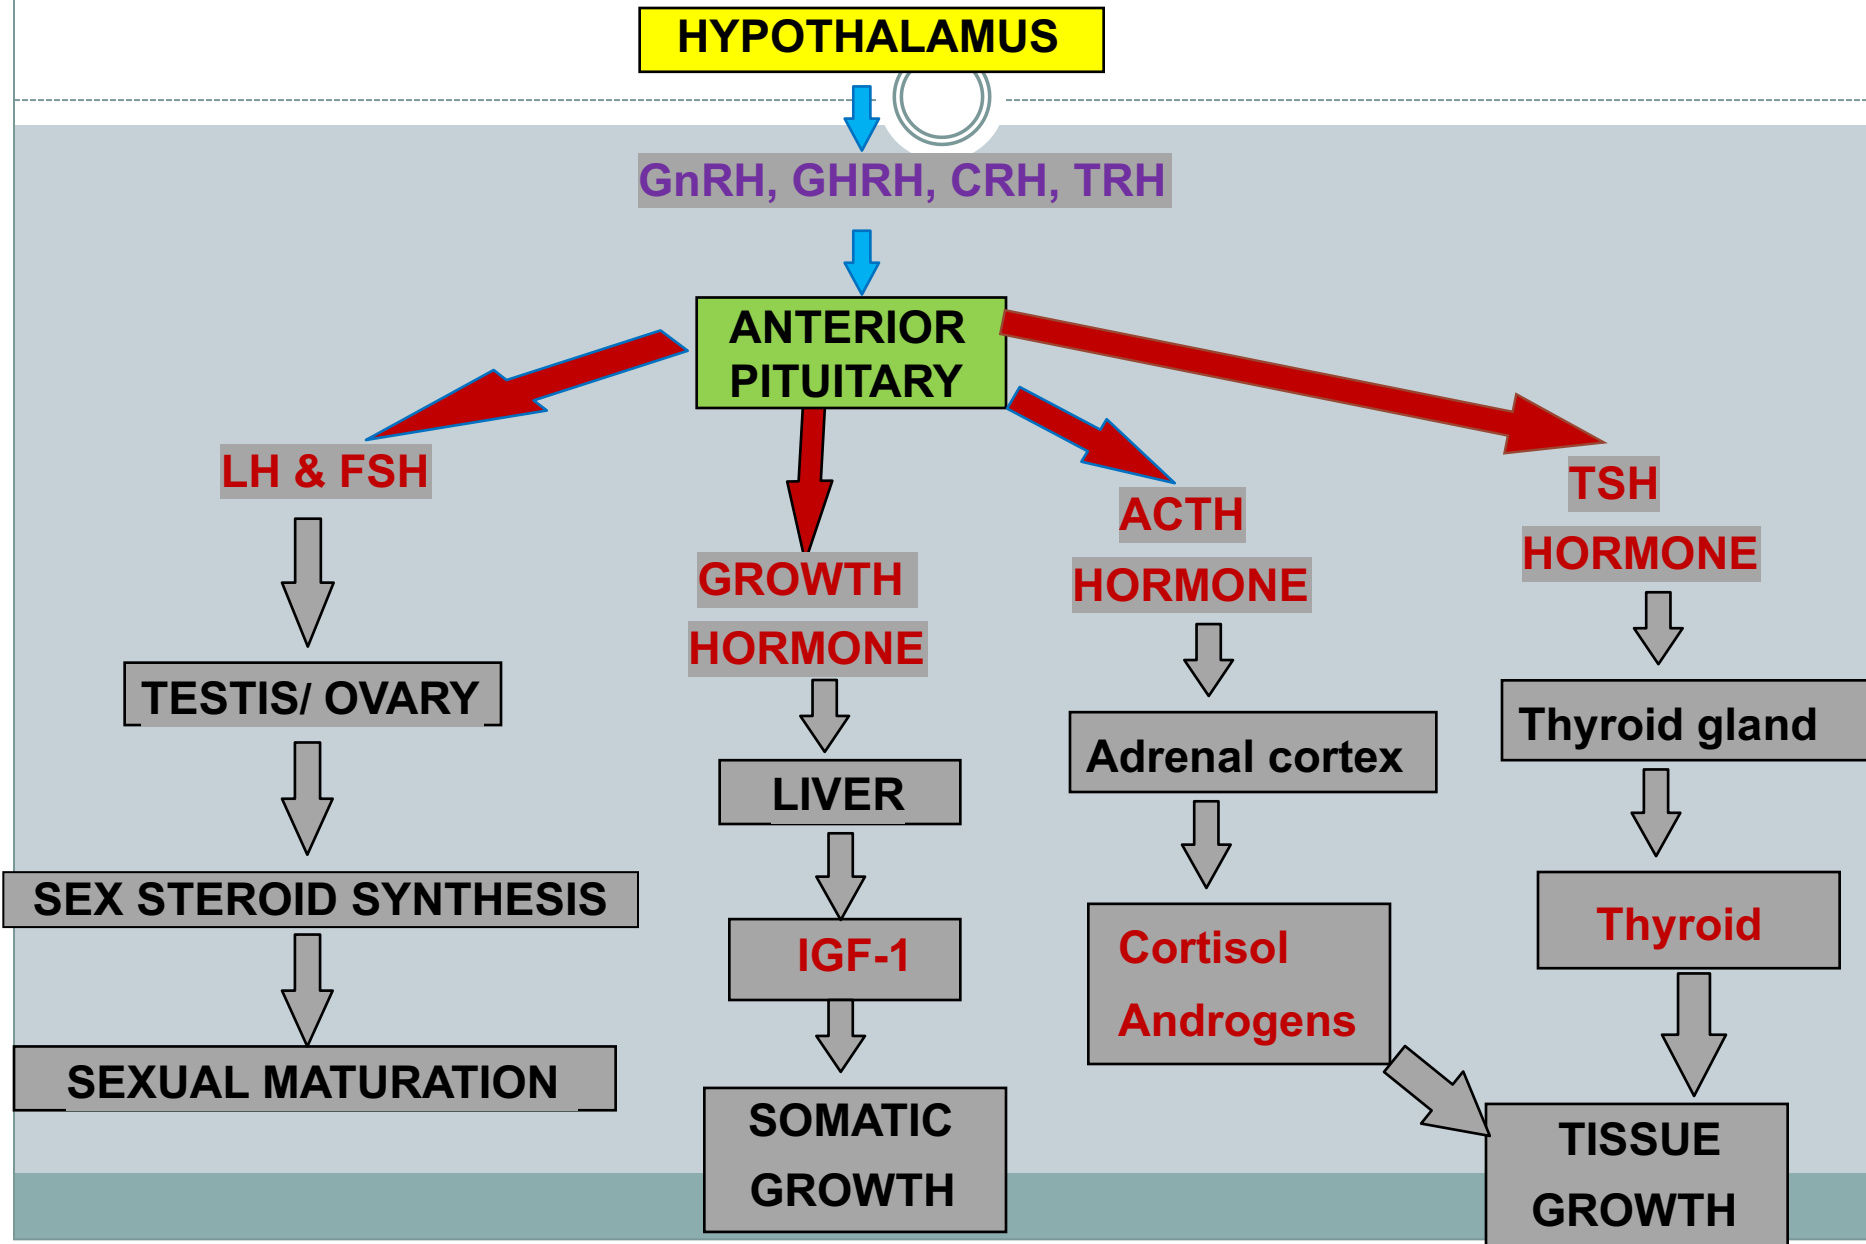 HYPOTHALAMUS
GnRH, GHRH, CRH, TRH
ANTERIOR
PITUITARY
LH & FSH
TESTIS/ OVARY
SEX STEROID SYNTHESIS
SEXUAL MATURATION
GROWTH
HORMONE
LIVER
IGF-1
SOMATIC
GROWTH
ACTH
HORMONE
Adrenal cortex
Cortisol
Androgens
TSH
HORMONE
Thyroid gland
Thyroid
TISSUE
GROWTH